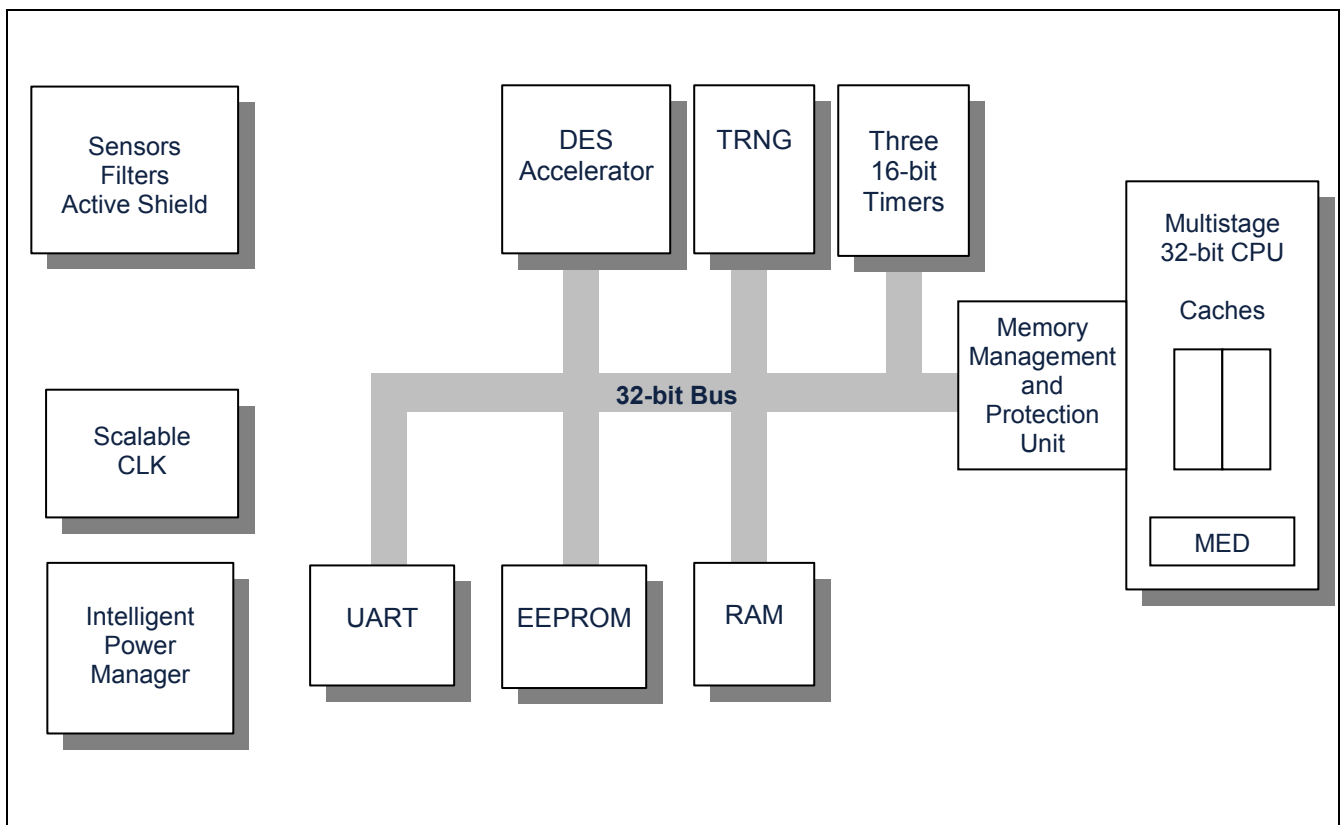 Sensors
Filters
Active Shield
DES
Accelerator
TRNG
Three
16-bit
Timers
Multistage
32-bit CPU
Caches
Memory
Management
and
Protection
Unit
32-bit Bus
Scalable
CLK
MED
Intelligent
Power
Manager
UART
EEPROM
RAM